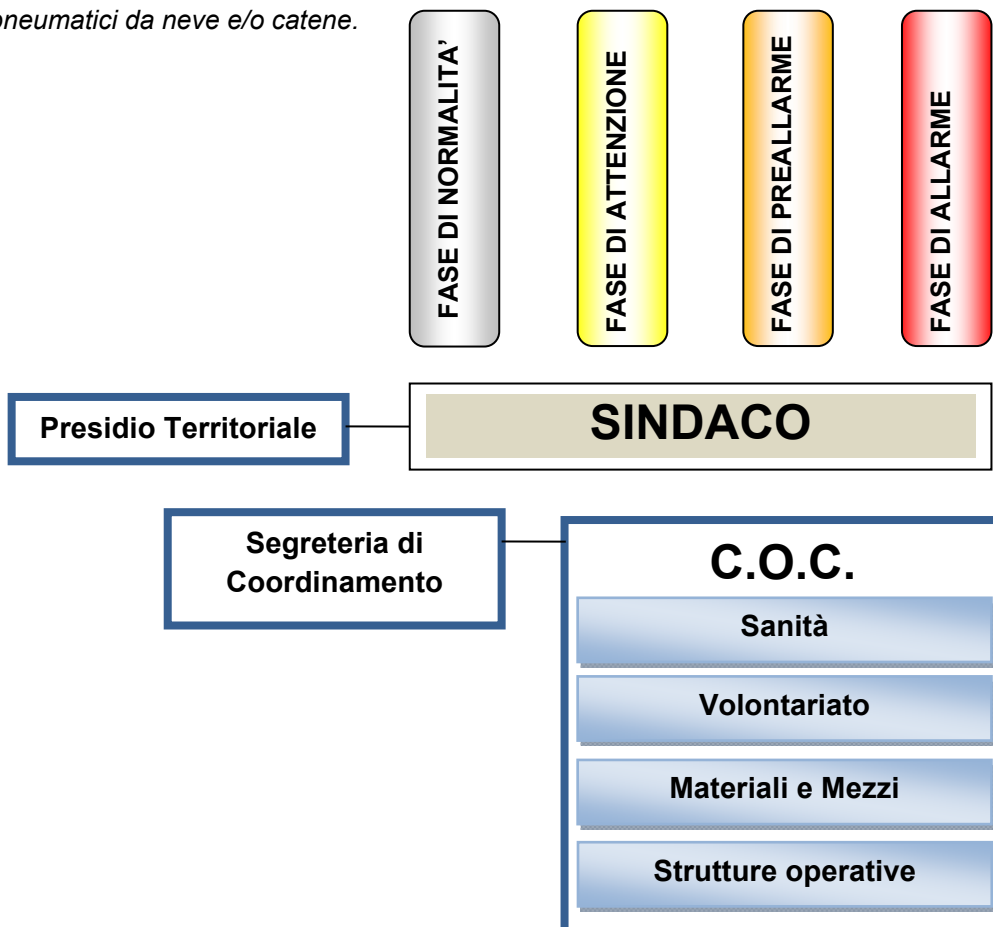 pneumatici da neve e/o catene.
FASE DI NORMALITA'
FASE DI ATTENZIONE
FASE DI PREALLARME
FASE DI ALLARME
Presidio Territoriale
SINDACO
Segreteria di
Coordinamento
C.O.C.
Sanità
Volontariato
Materiali e Mezzi
Strutture operative